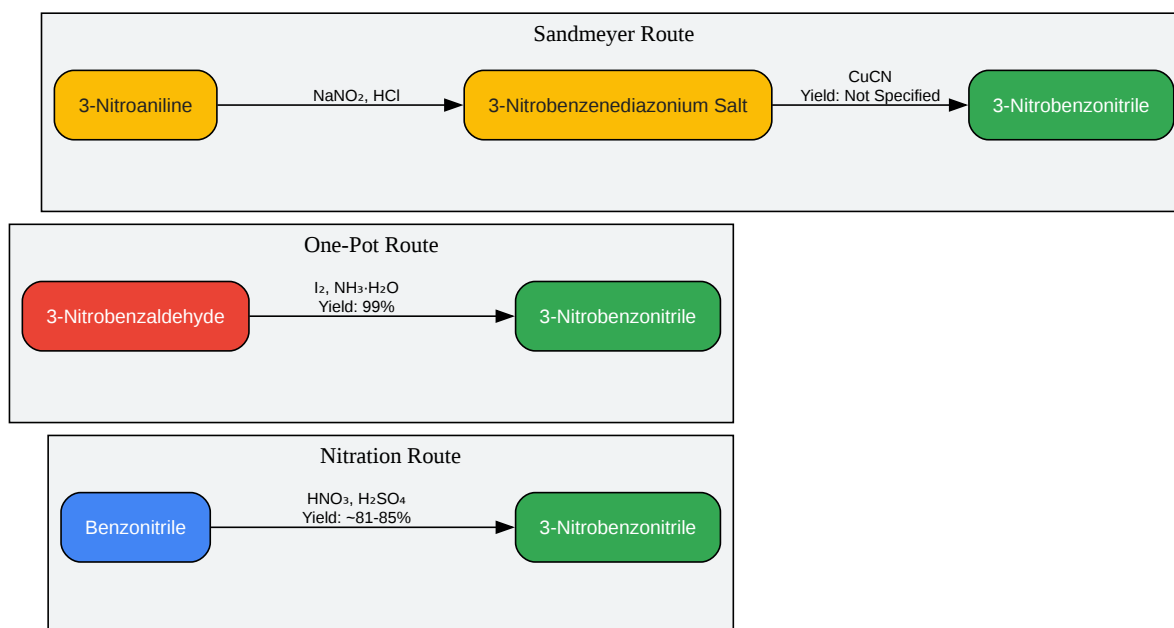 Sandmeyer Route
3-Nitroaniline
NaNO₂, HCl
3-Nitrobenzenediazonium Salt
CuCN
Yield: Not Specified
3-Nitrobenzonitrile
One-Pot Route
3-Nitrobenzaldehyde
I₂, NH₃·H₂O
Yield: 99%
3-Nitrobenzonitrile
Nitration Route
Benzonitrile
HNO₃, H₂SO₄
Yield: ~81-85%
3-Nitrobenzonitrile